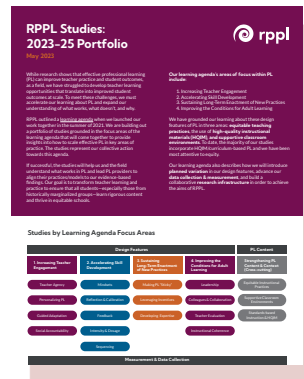 RPPL Studies:
2023-25 Portfolio
May 2023
rppl
While research shows that effective professional learning
(PL) can improve teacher practice and student outcomes,
as a field, we have struggled to develop teacher learning
opportunities that translate into improved student
outcomes at scale. To meet these challenges, we must
accelerate our learning about PL and expand our
understanding of what works, what doesn't, and why.
RPPL outlined a learning agenda when we launched our
work together in the summer of 2021. We are building out
a portfolio of studies grounded in the focus areas of the
learning agenda that will come together to provide
insights into how to scale effective PL in key areas of
practice. The studies represent our collective action
towards this agenda.
If successful, the studies will help us and the field
understand what works in PL and lead PL providers to
align their practices/models to our evidence-based
findings. Our goal is to transform teacher learning and
practice to ensure that all students—especially those from
historically marginalized groups—learn rigorous content
and thrive in equitable schools.
Our learning agenda's areas of focus within PL
include:
1. Increasing Teacher Engagement
2. Accelerating Skill Development
3. Sustaining Long-Term Enactment of New Practices
4. Improving the Conditions for Adult Learning
We have grounded our learning about these design
features of PL in three areas: equitable teaching
practices, the use of high-quality instructional
materials (HQIM), and supportive classroom
environments. To date, the majority of our studies
incorporate HQIM/curriculum-based PL and we have been
most attentive to equity.
Our learning agenda also describes how we will introduce
planned variation in our design features, advance our
data collection & measurement, and build a
collaborative research infrastructure in order to achieve
the aims of RPPL.
Studies by Learning Agenda Focus Areas
Design Features
PL Content
1. Increasing Teacher
Engagement
2. Accelerating Skill
Development
3. Sustaining
Long-Term Enactment
of New Practices
4. Improving the
Conditions for Adult
Learning
Strengthening PL
Content & Context
(Cross-cutting)
Teacher Agency
Mindsets
Making PL "Sticky"
Leadership
Equitable Instructional
Practices
Personalizing PL
Reflection & Calibration
Leveraging Incentives
Colleagues & Collaboration
Supportive Classroom
Environments
Guided Adaptation
Feedback
Developing Expertise
Teacher Evaluation
Standards-based
Instruction & HQIM
Social Accountability
Intensity & Dosage
Instructional Coherence
Sequencing
Measurement & Data Collection